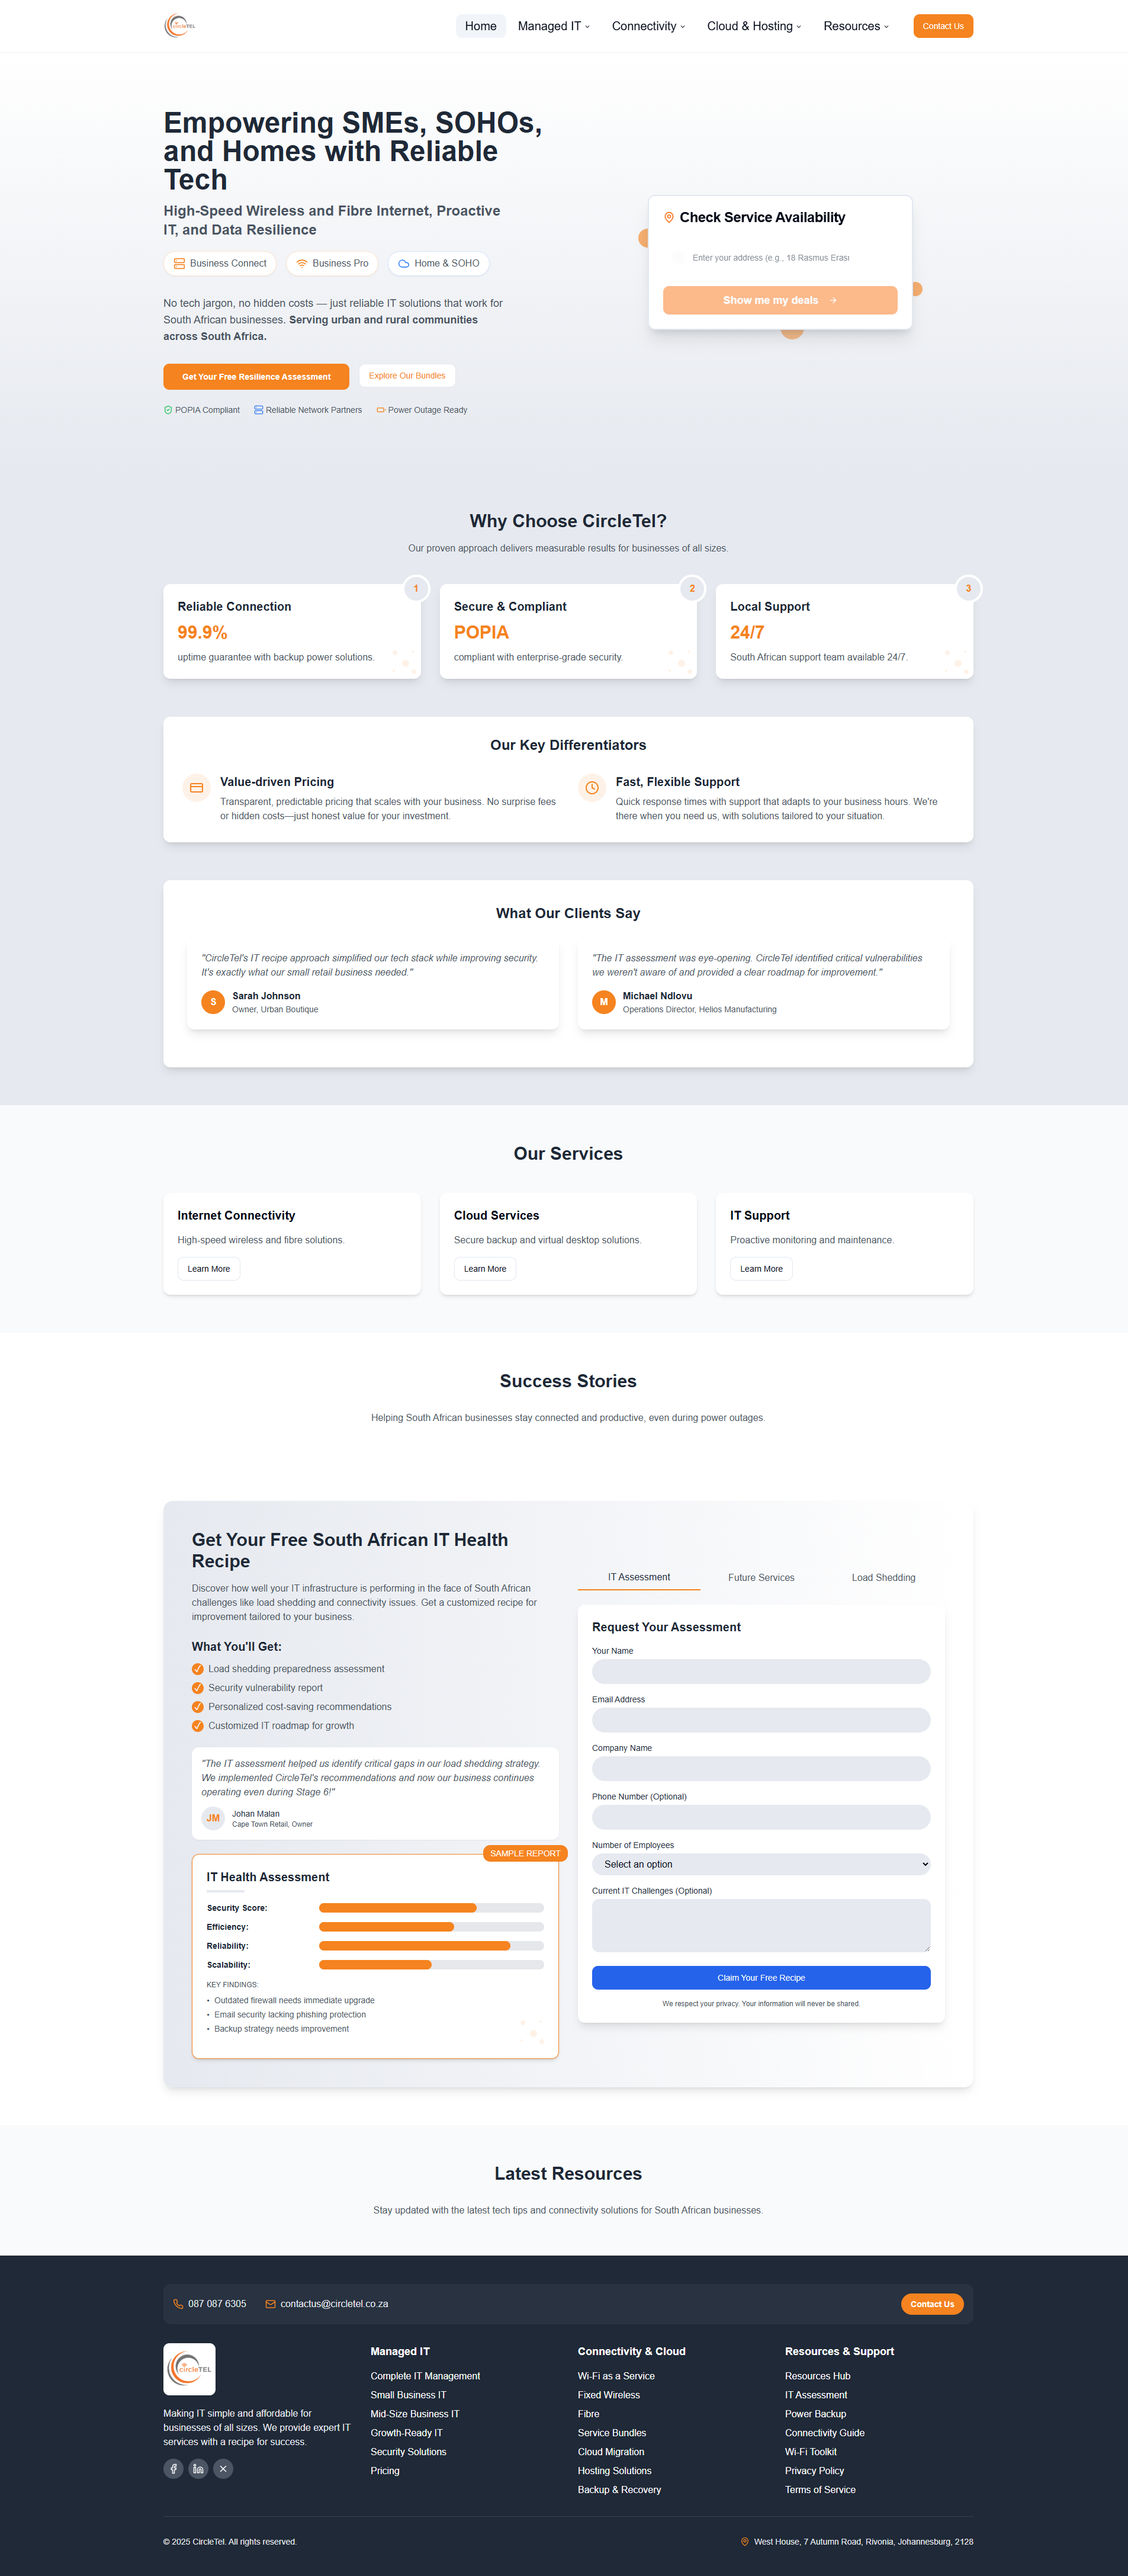 circleTEL
Home
Managed IT
Connectivity
Cloud & Hosting
Resources
Contact Us
Empowering SMEs, SOHOs,
and Homes with Reliable
Tech
High-Speed Wireless and Fibre Internet, Proactive
IT, and Data Resilience
Business Connect
Business Pro
Home & SOHO
No tech jargon, no hidden costs — just reliable IT solutions that work for
South African businesses. Serving urban and rural communities
across South Africa.
Get Your Free Resilience Assessment
Explore Our Bundles
POPIA Compliant
Reliable Network Partners
Power Outage Ready
Check Service Availability
Enter your address (e.g., 18 Rasmus Erasi
Show me my deals
Why Choose CircleTel?
Our proven approach delivers measurable results for businesses of all sizes.
1
Reliable Connection
99.9%
uptime guarantee with backup power solutions.
2
Secure & Compliant
POPIA
compliant with enterprise-grade security.
3
Local Support
24/7
South African support team available 24/7.
Our Key Differentiators
Value-driven Pricing
Transparent, predictable pricing that scales with your business. No surprise fees
or hidden costs—just honest value for your investment.
Fast, Flexible Support
Quick response times with support that adapts to your business hours. We're
there when you need us, with solutions tailored to your situation.
What Our Clients Say
"CircleTel's IT recipe approach simplified our tech stack while improving security.
It's exactly what our small retail business needed."
S
Sarah Johnson
Owner, Urban Boutique
"The IT assessment was eye-opening. CircleTel identified critical vulnerabilities
we weren't aware of and provided a clear roadmap for improvement."
M
Michael Ndlovu
Operations Director, Helios Manufacturing
Our Services
Internet Connectivity
High-speed wireless and fibre solutions.
Learn More
Cloud Services
Secure backup and virtual desktop solutions.
Learn More
IT Support
Proactive monitoring and maintenance.
Learn More
Success Stories
Helping South African businesses stay connected and productive, even during power outages.
Get Your Free South African IT Health
Recipe
Discover how well your IT infrastructure is performing in the face of South African
challenges like load shedding and connectivity issues. Get a customized recipe for
improvement tailored to your business.
What You'll Get:
Load shedding preparedness assessment
Security vulnerability report
Personalized cost-saving recommendations
Customized IT roadmap for growth
"The IT assessment helped us identify critical gaps in our load shedding strategy.
We implemented CircleTel's recommendations and now our business continues
operating even during Stage 6!"
JM
Johan Malan
Cape Town Retail, Owner
SAMPLE REPORT
IT Health Assessment
Security Score:
Efficiency:
Reliability:
Scalability:
KEY FINDINGS:
• Outdated firewall needs immediate upgrade
• Email security lacking phishing protection
• Backup strategy needs improvement
IT Assessment
Future Services
Load Shedding
Request Your Assessment
Your Name
Email Address
Company Name
Phone Number (Optional)
Number of Employees
Select an option
Current IT Challenges (Optional)
Claim Your Free Recipe
We respect your privacy. Your information will never be shared.
Latest Resources
Stay updated with the latest tech tips and connectivity solutions for South African businesses.
087 087 6305
contactus@circletel.co.za
Contact Us
circleTEL
Making IT simple and affordable for
businesses of all sizes. We provide expert IT
services with a recipe for success.
Managed IT
Complete IT Management
Small Business IT
Mid-Size Business IT
Growth-Ready IT
Security Solutions
Pricing
Connectivity & Cloud
Wi-Fi as a Service
Fixed Wireless
Fibre
Service Bundles
Cloud Migration
Hosting Solutions
Backup & Recovery
Resources & Support
Resources Hub
IT Assessment
Power Backup
Connectivity Guide
Wi-Fi Toolkit
Privacy Policy
Terms of Service
© 2025 CircleTel. All rights reserved.
West House, 7 Autumn Road, Rivonia, Johannesburg, 2128